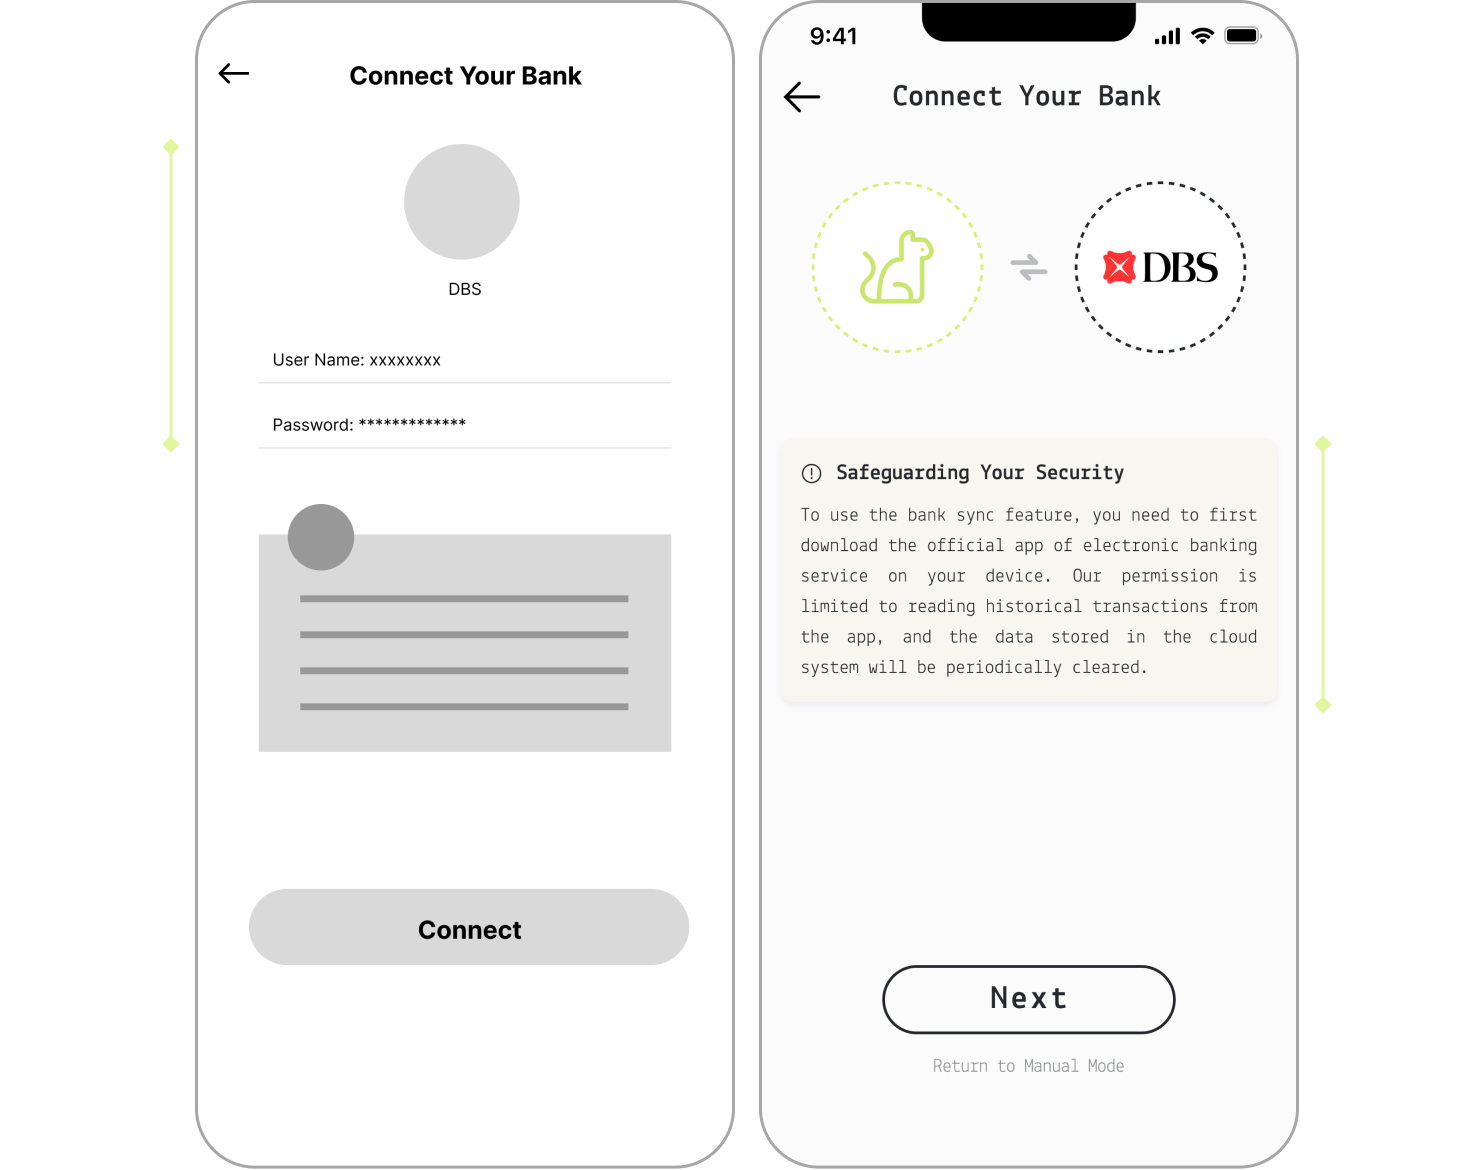 Connect Your Bank
DBS
User Name: xxxxxxxx
Password: *************
Connect
9:41
Connect Your Bank
DBS
Safeguarding Your Security
To use the bank sync feature, you need to first
download the official app of electronic banking
service on your device. Our permission is
limited to reading historical transactions from
the app, and the data stored in the cloud
system will be periodically cleared.
Next
Return to Manual Mode